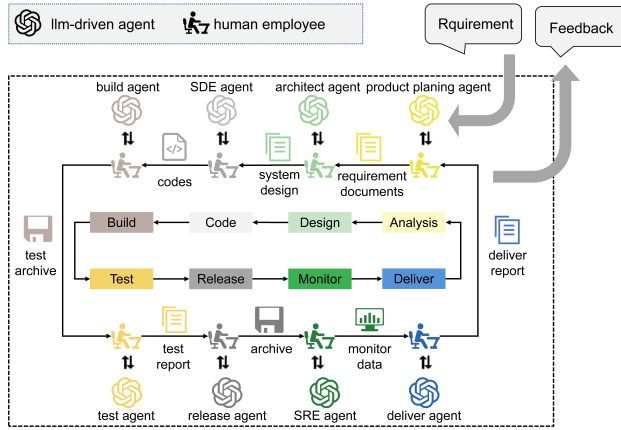 llm-driven agent
human employee
Rquirement
Feedback
build agent
SDE agent
architect agent
product planing agent
codes
system
design
requirement
documents
Build
Code
Design
Analysis
test
archive
deliver
report
Test
Release
Monitor
Deliver
test
report
archive
monitor
data
test agent
release agent
SRE agent
deliver agent